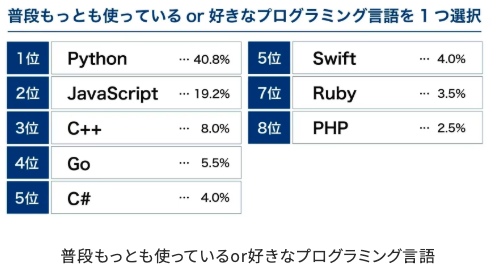 普段もっとも使っている or 好きなプログラミング言語を1つ選択
1位 Python … 40.8%
2位 JavaScript … 19.2%
3位 C++ … 8.0%
4位 Go … 5.5%
5位 C# … 4.0%
5位 Swift … 4.0%
7位 Ruby … 3.5%
8位 PHP … 2.5%
普段もっとも使っているor好きなプログラミング言語